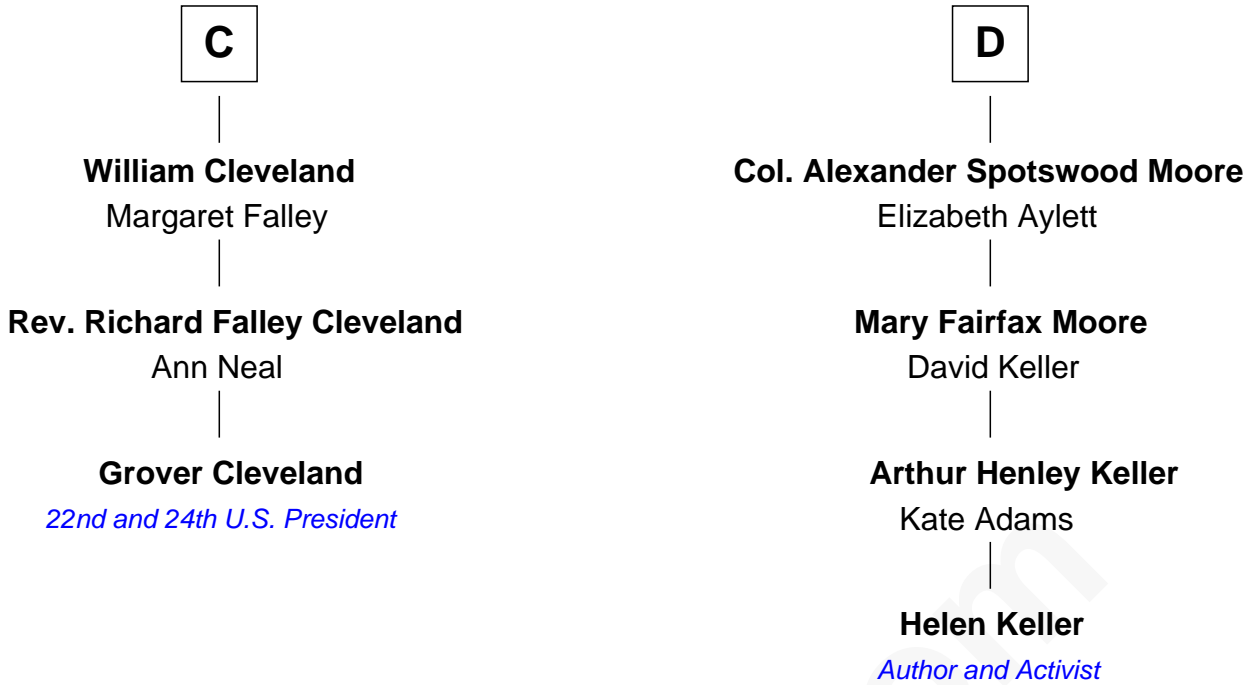 C
William Cleveland
Margaret Falley
Rev. Richard Falley Cleveland
Ann Neal
Grover Cleveland
22nd and 24th U.S. President
D
Col. Alexander Spotswood Moore
Elizabeth Aylett
Mary Fairfax Moore
David Keller
Arthur Henley Keller
Kate Adams
Helen Keller
Author and Activist